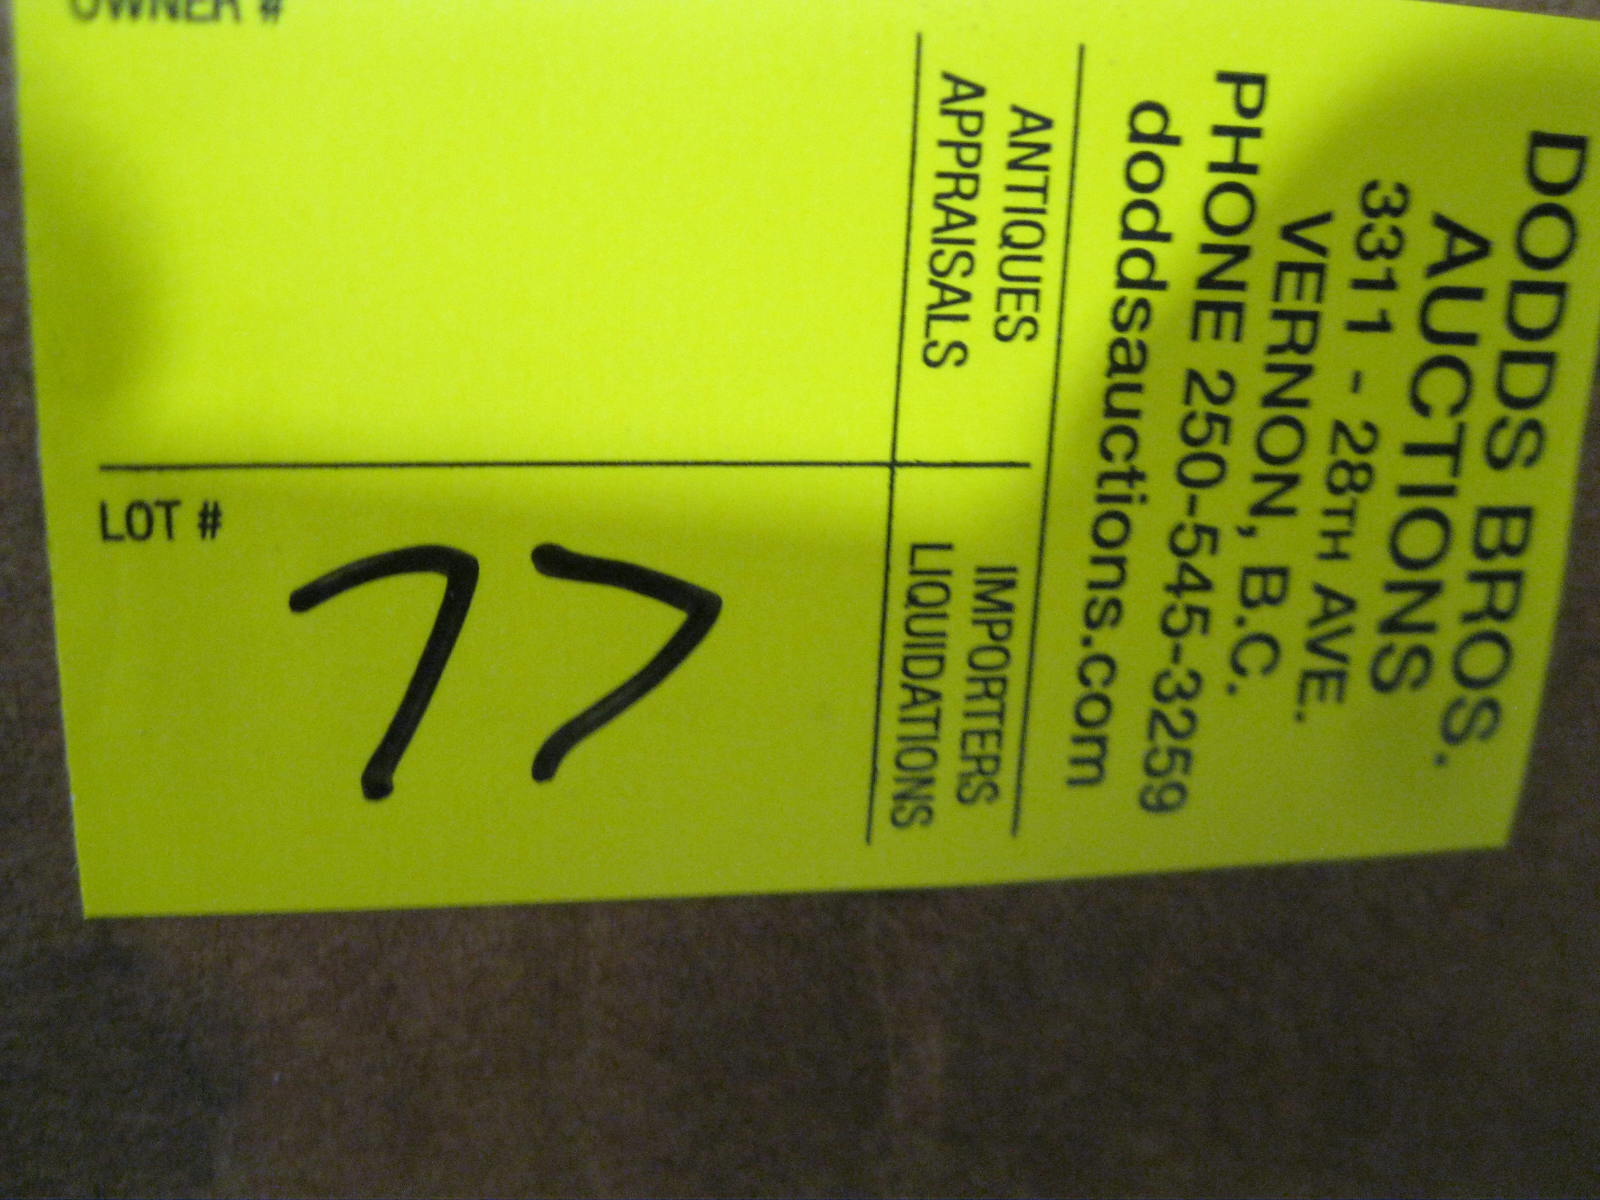 DODDS BROS.
AUCTIONS
3311 - 28TH AVE.
VERNON, B.C.
PHONE 250-545-3259
doddsauctions.com
ANTIQUES
APPRAISALS
IMPORTERS
LIQUIDATIONS
OWNER #
LOT #
77